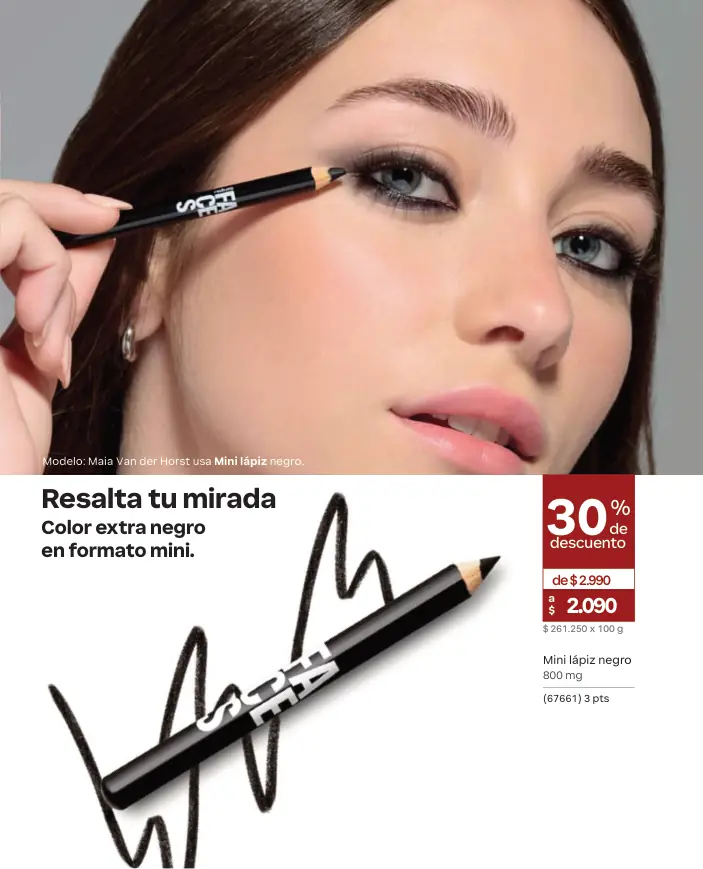 FACES
Modelo: Maia Van der Horst usa Mini lápiz negro.
Resalta tu mirada
Color extra negro
en formato mini.
30%
de
descuento
de $ 2.990
a $ 2.090
$ 261.250 x 100 g
Mini lápiz negro
800 mg
(67661) 3 pts
FAE
CS